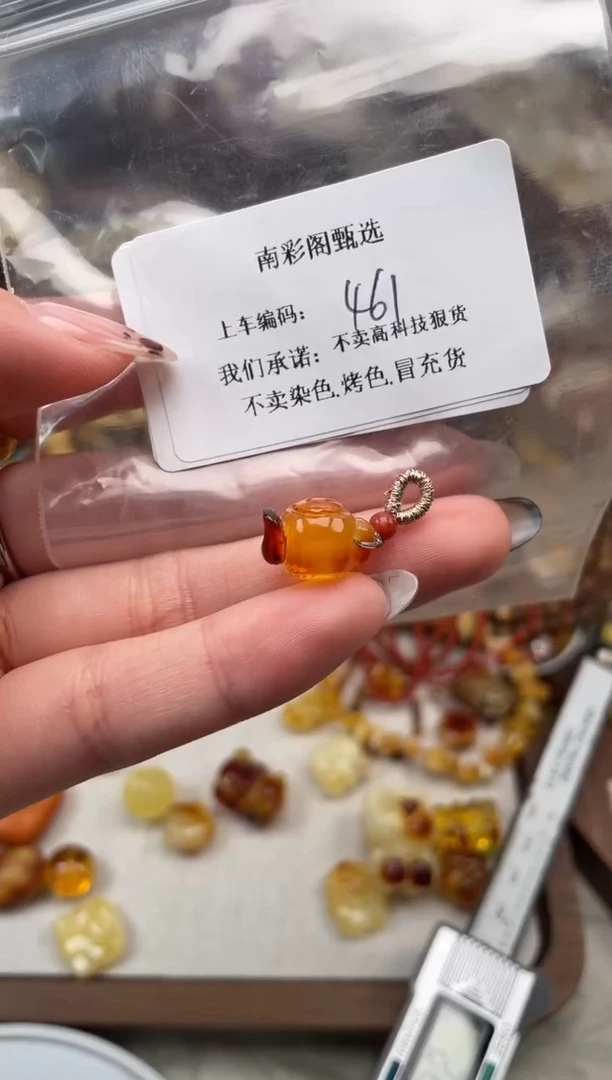 南彩阁甄选
上车编码： 461
我们承诺：不卖高科技狠货
不卖染色.烤色.冒充货